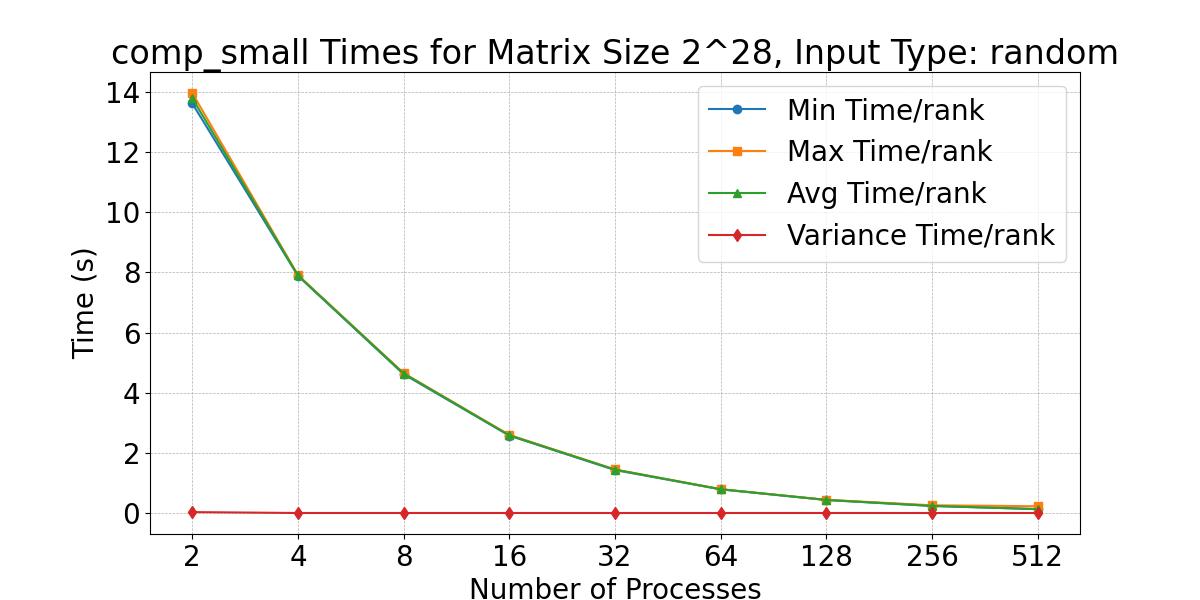 comp_small Times for Matrix Size 2^28, Input Type: random
Min Time/rank
Max Time/rank
Avg Time/rank
Variance Time/rank
Time (s)
14
12
10
8
6
4
2
0
2 4 8 16 32 64 128 256 512
Number of Processes